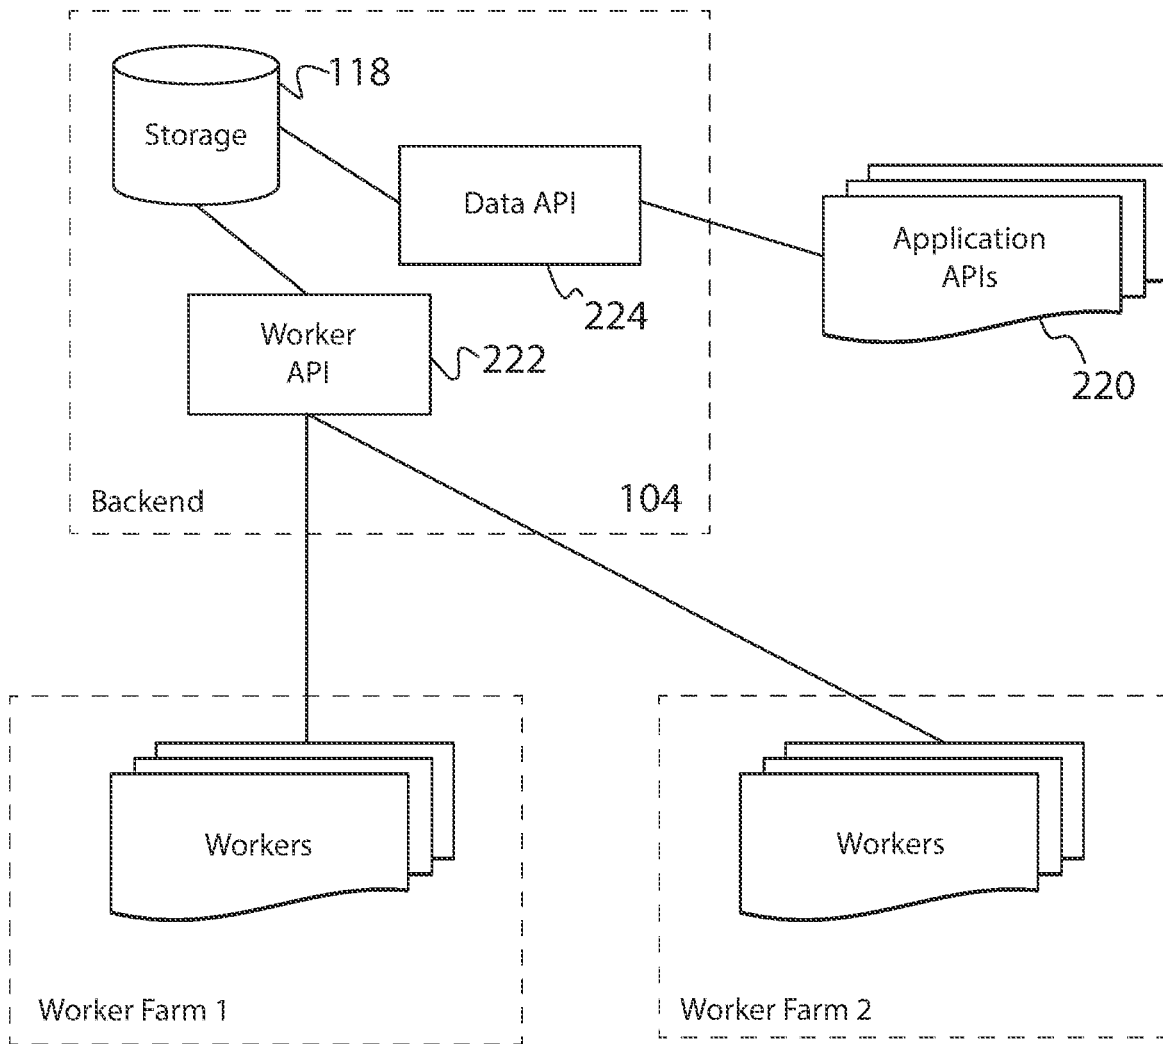 118
Storage
Data API
Application
APIs
224
Worker
API
222
220
Backend
104
Workers
Workers
Worker Farm 1
Worker Farm 2